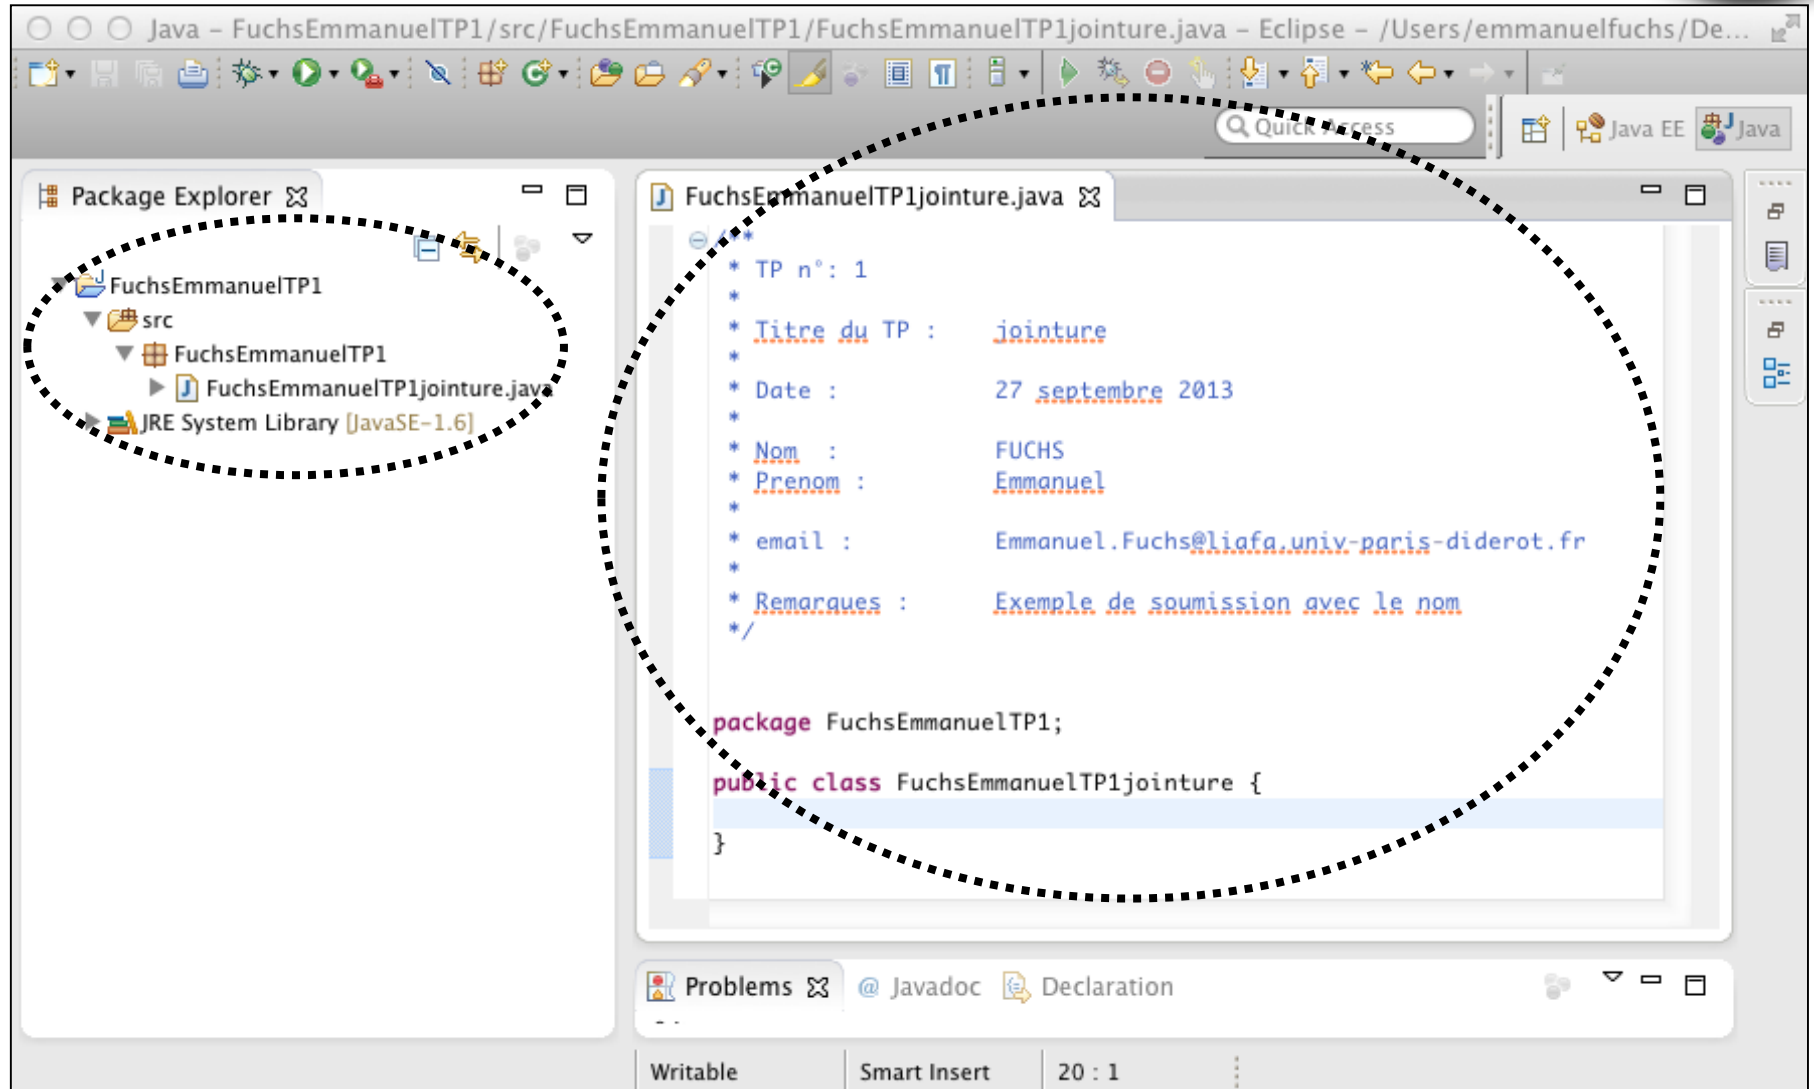 Java – FuchsEmmanuelTP1/src/FuchsEmmanuelTP1/FuchsEmmanuelTP1jointure.java – Eclipse – /Users/emmanuelfuchs/De...
Quick Access
Java EE
Java
Package Explorer
FuchsEmmanuelTP1
src
FuchsEmmanuelTP1
FuchsEmmanuelTP1jointure.java
JRE System Library [JavaSE-1.6]
FuchsEmmanuelTP1jointure.java
/**
* TP n°: 1
*
* Titre du TP : jointure
*
* Date : 27 septembre 2013
*
* Nom : FUCHS
* Prenom : Emmanuel
*
* email : Emmanuel.Fuchs@liafa.univ-paris-diderot.fr
*
* Remarques : Exemple de soumission avec le nom
*/
package FuchsEmmanuelTP1;
public class FuchsEmmanuelTP1jointure {
}
Problems
@ Javadoc
Declaration
Writable
Smart Insert
20 : 1